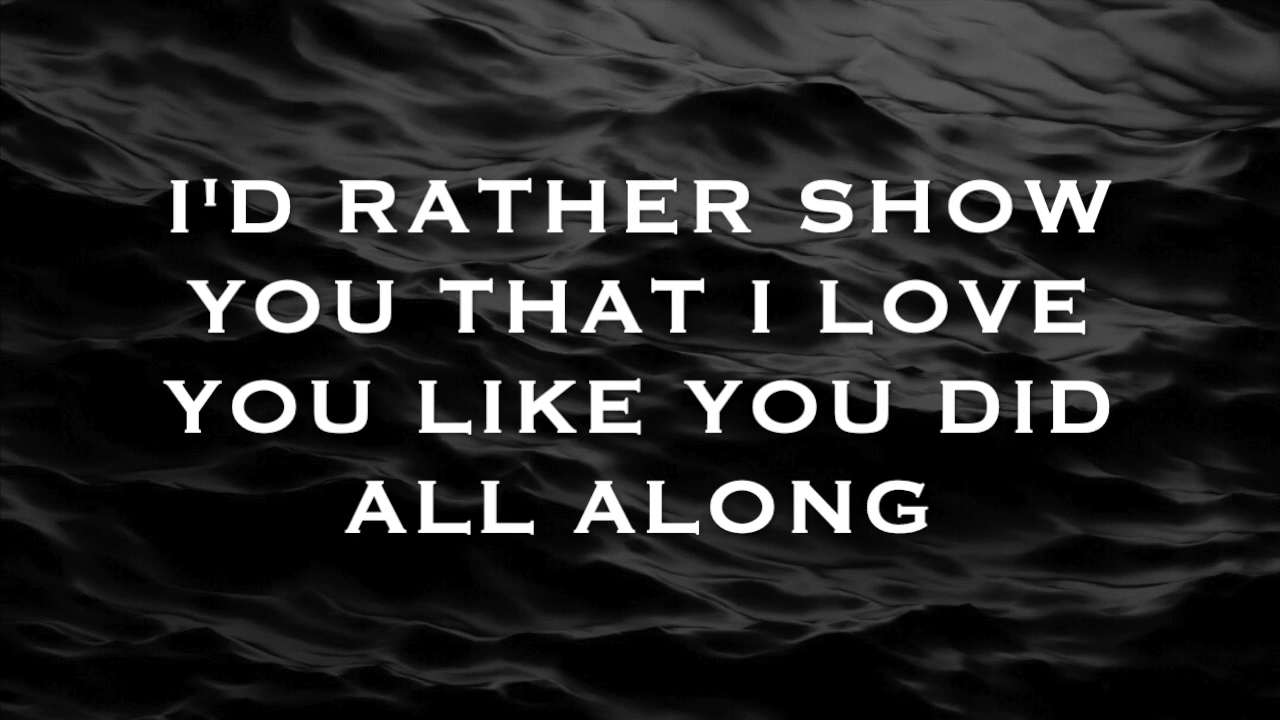 I'D RATHER SHOW
YOU THAT I LOVE
YOU LIKE YOU DID
ALL ALONG